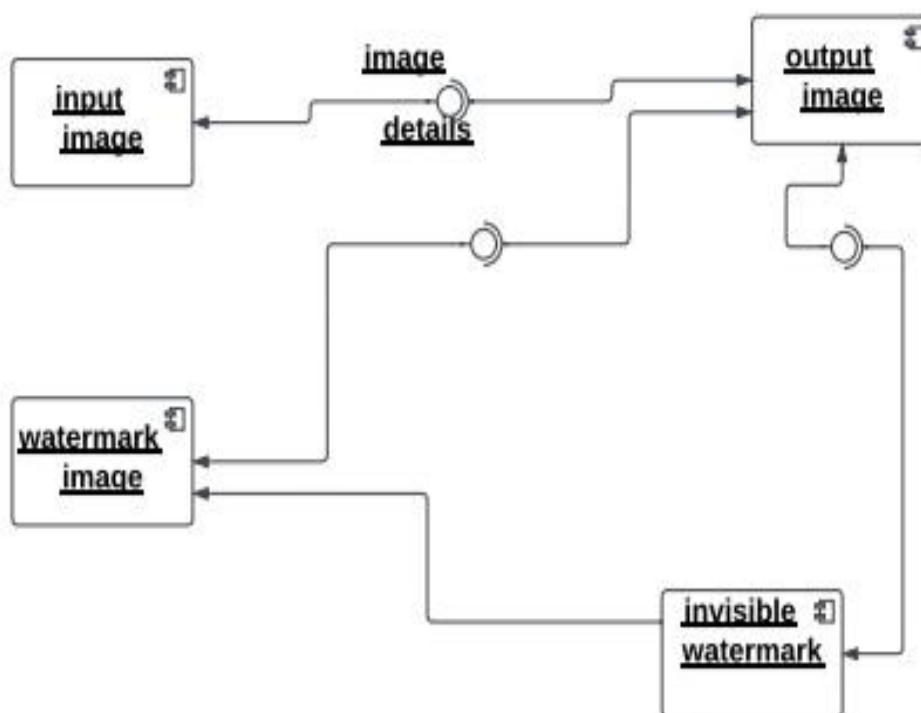 input
image
image
details
output
image
watermark
image
invisible
watermark